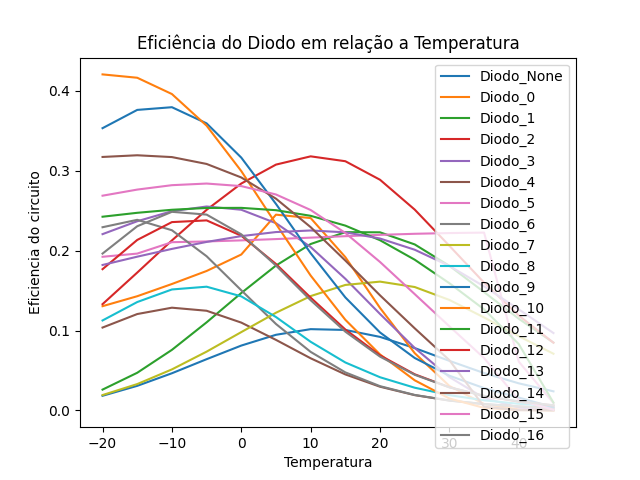 Eficiência do Diodo em relação a Temperatura
Eficiencia do circuito
0.4
0.3
0.2
0.1
0.0
−20
−10
0
10
20
30
40
Temperatura
Diodo_None
Diodo_0
Diodo_1
Diodo_2
Diodo_3
Diodo_4
Diodo_5
Diodo_6
Diodo_7
Diodo_8
Diodo_9
Diodo_10
Diodo_11
Diodo_12
Diodo_13
Diodo_14
Diodo_15
Diodo_16